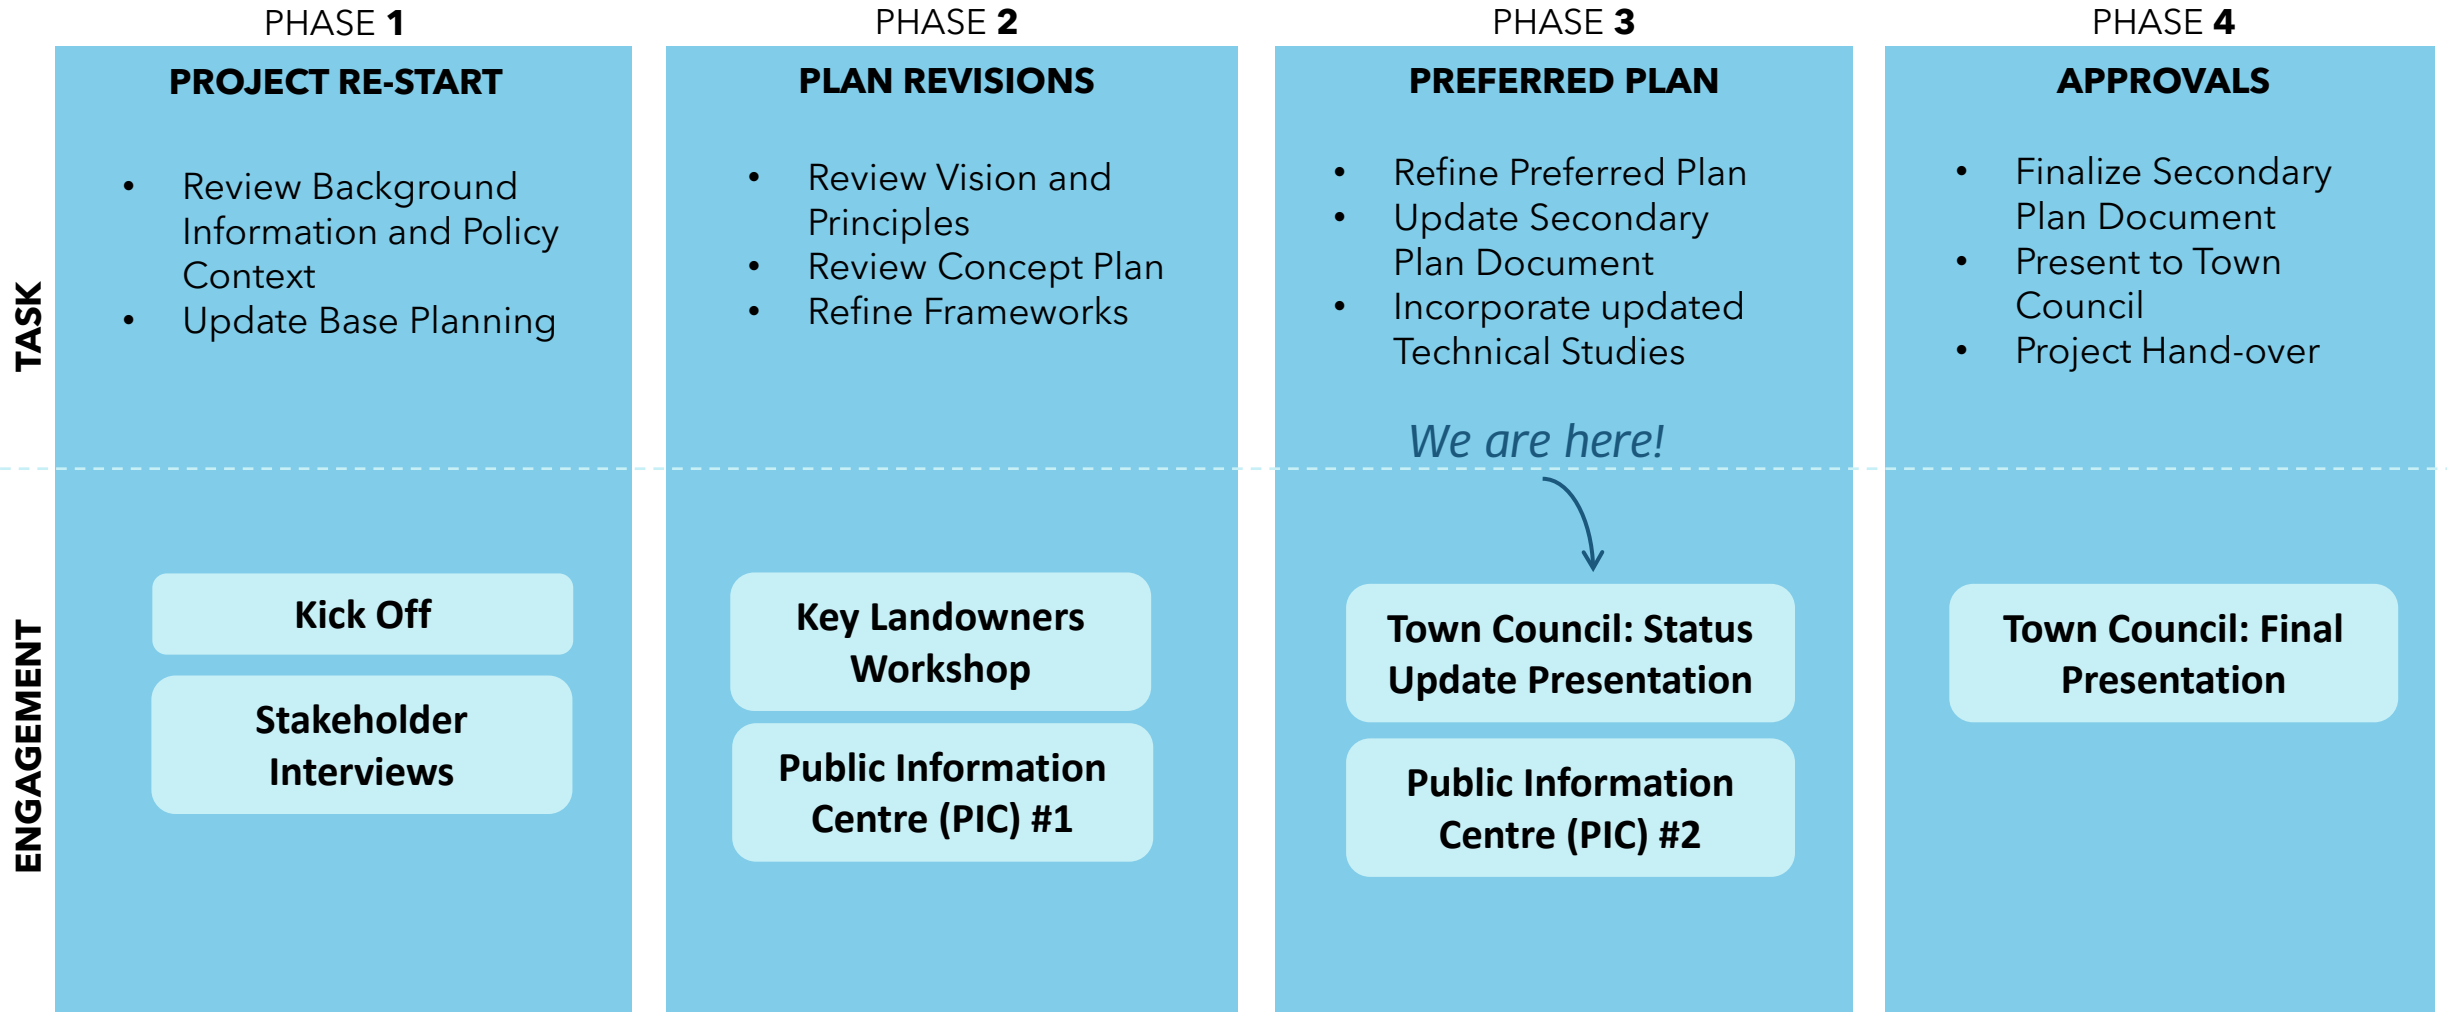 PHASE 1
PROJECT RE-START
• Review Background
Information and Policy
Context
• Update Base Planning
Kick Off
Stakeholder
Interviews
PHASE 2
PLAN REVISIONS
• Review Vision and
Principles
• Review Concept Plan
• Refine Frameworks
Key Landowners
Workshop
Public Information
Centre (PIC) #1
PHASE 3
PREFERRED PLAN
• Refine Preferred Plan
• Update Secondary
Plan Document
• Incorporate updated
Technical Studies
We are here!
Town Council: Status
Update Presentation
Public Information
Centre (PIC) #2
PHASE 4
APPROVALS
• Finalize Secondary
Plan Document
• Present to Town
Council
• Project Hand-over
Town Council: Final
Presentation
TASK
ENGAGEMENT